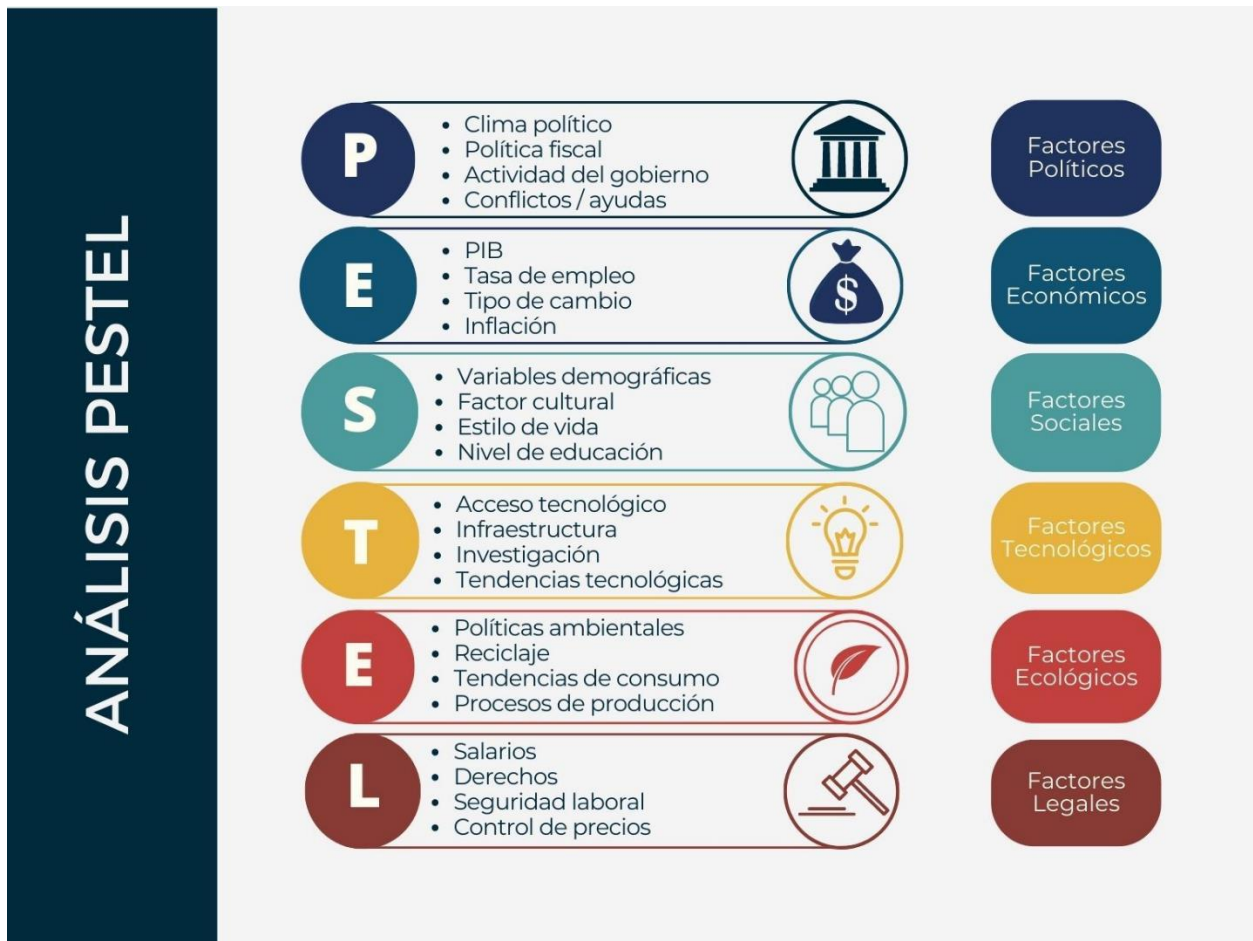 ANÁLISIS PESTEL
P
• Clima político
• Política fiscal
• Actividad del gobierno
• Conflictos / ayudas
Factores
Políticos
E
• PIB
• Tasa de empleo
• Tipo de cambio
• Inflación
$
Factores
Económicos
S
• Variables demográficas
• Factor cultural
• Estilo de vida
• Nivel de educación
Factores
Sociales
T
• Acceso tecnológico
• Infraestructura
• Investigación
• Tendencias tecnológicas
Factores
Tecnológicos
E
• Políticas ambientales
• Reciclaje
• Tendencias de consumo
• Procesos de producción
Factores
Ecológicos
L
• Salarios
• Derechos
• Seguridad laboral
• Control de precios
Factores
Legales